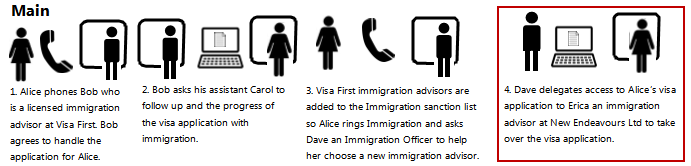 Main
1. Alice phones Bob who
is a licensed immigration
advisor at Visa First. Bob
agrees to handle the
application for Alice.
2. Bob asks his assistant Carol to
follow up and the progress of
the visa application with
immigration.
3. Visa First immigration advisors are
added to the Immigration sanction list
so Alice rings Immigration and asks
Dave an Immigration Officer to help
her choose a new immigration advisor.
4. Dave delegates access to Alice's visa
application to Erica an immigration
advisor at New Endeavours Ltd to take
over the visa application.